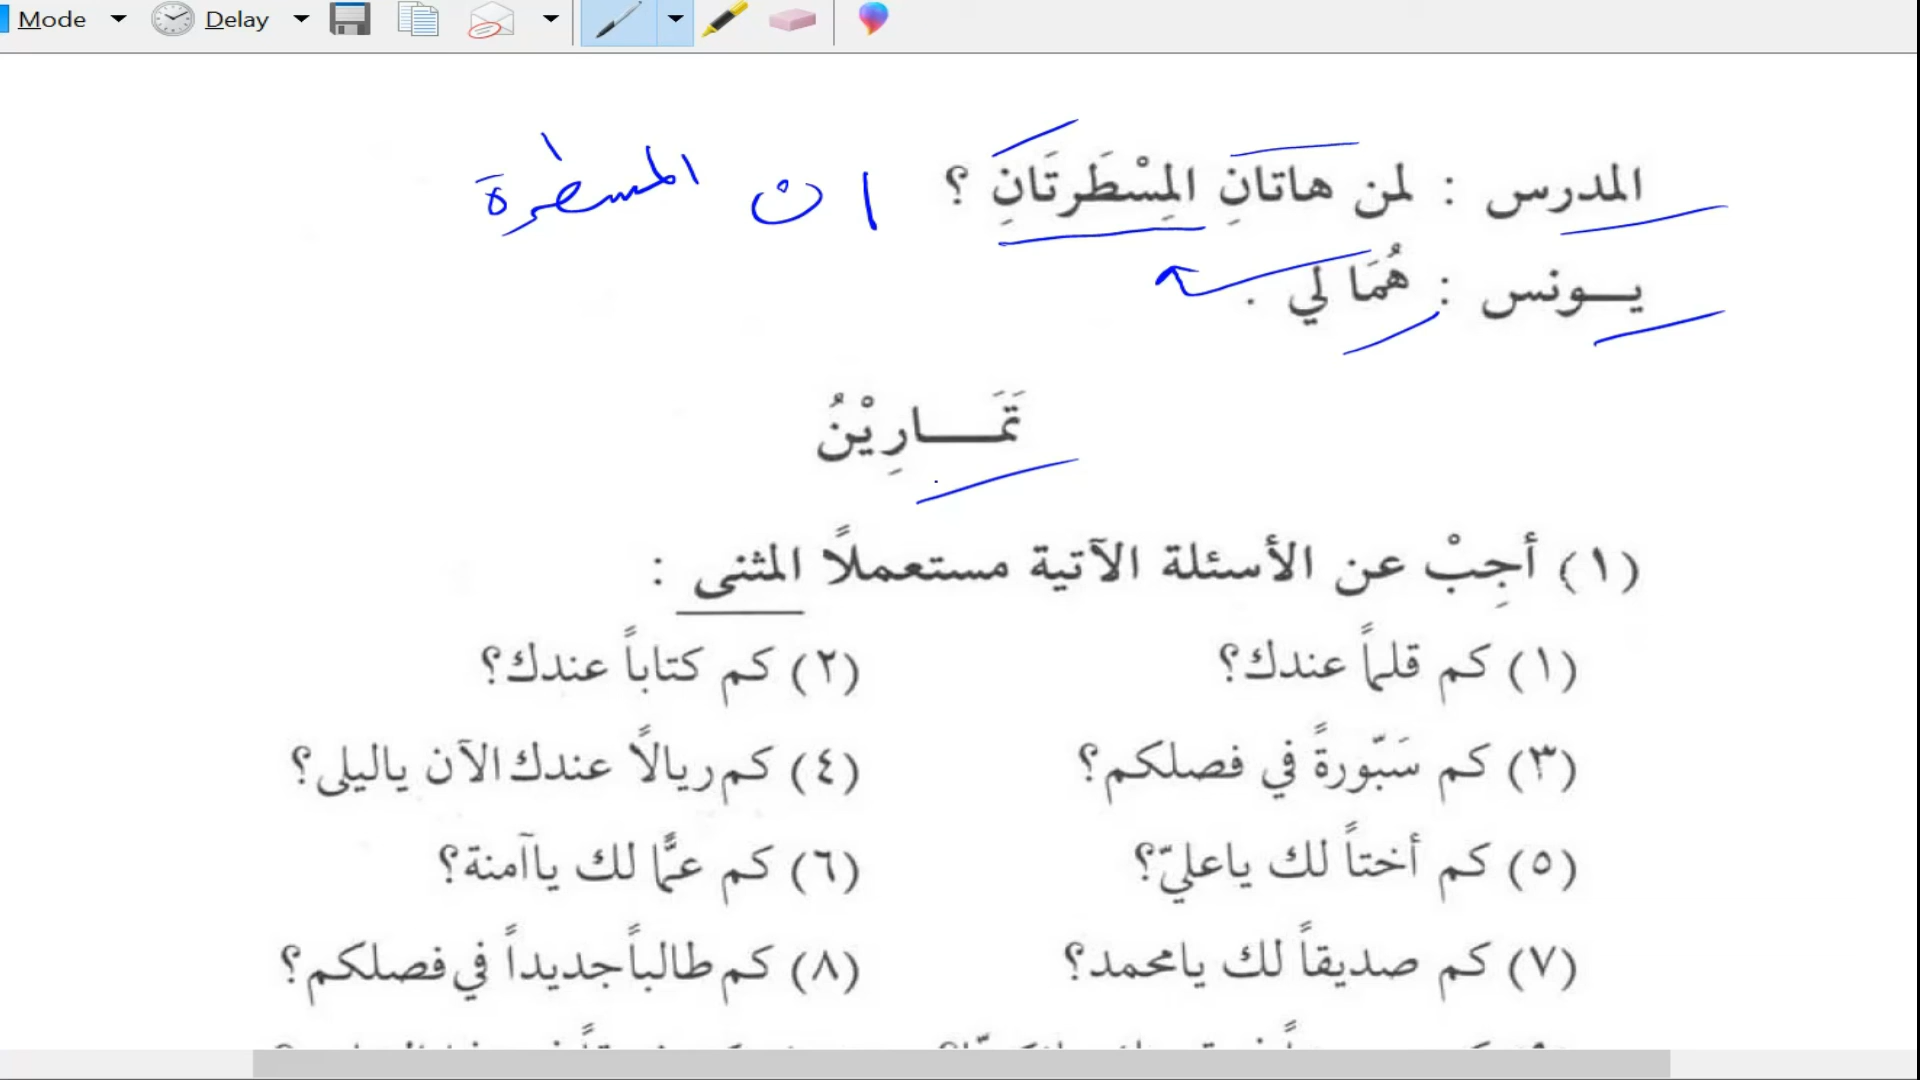 Mode Delay
المدرس : لمن هاتانِ المِسْطَرتَانِ ؟ ا ن المسطرة
يـونس : هُمَا لي .
تَمَـارِيْنُ
(١) أجِبْ عن الأسئلة الآتية مستعملاً المثنى :
(١) كم قلماً عندك؟ (٢) كم كتاباً عندك؟
(٣) كم سَبّورةً في فصلكم؟ (٤) كم ريالاً عندك الآن ياليلى؟
(٥) كم أختاً لك ياعليّ؟ (٦) كم عمًّا لك ياآمنة؟
(٧) كم صديقاً لك يامحمد؟ (٨) كم طالباً جديداً في فصلكم؟